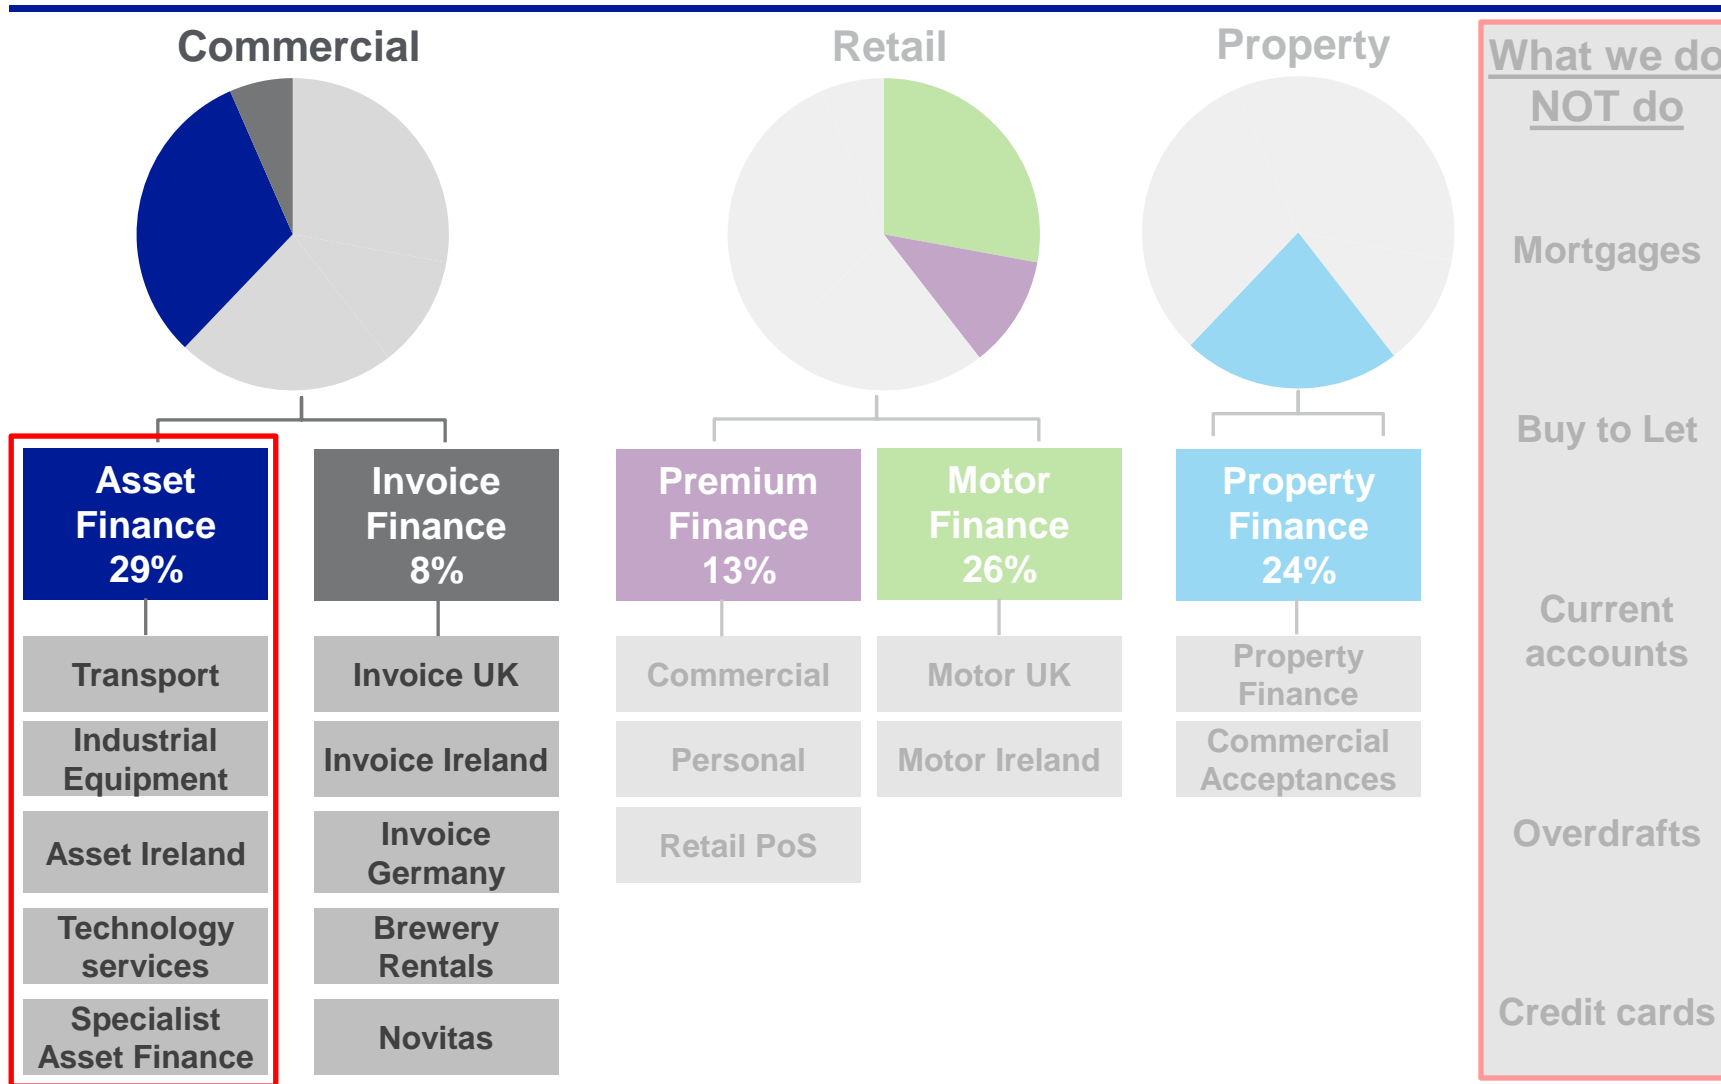 Commercial
Retail
Property
What we do
NOT do
Mortgages
Buy to Let
Current
accounts
Overdrafts
Credit cards
Asset
Finance
29%
Transport
Industrial
Equipment
Asset Ireland
Technology
services
Specialist
Asset Finance
Invoice
Finance
8%
Invoice UK
Invoice Ireland
Invoice
Germany
Brewery
Rentals
Novitas
Premium
Finance
13%
Commercial
Personal
Retail PoS
Motor
Finance
26%
Motor UK
Motor Ireland
Property
Finance
24%
Property
Finance
Commercial
Acceptances